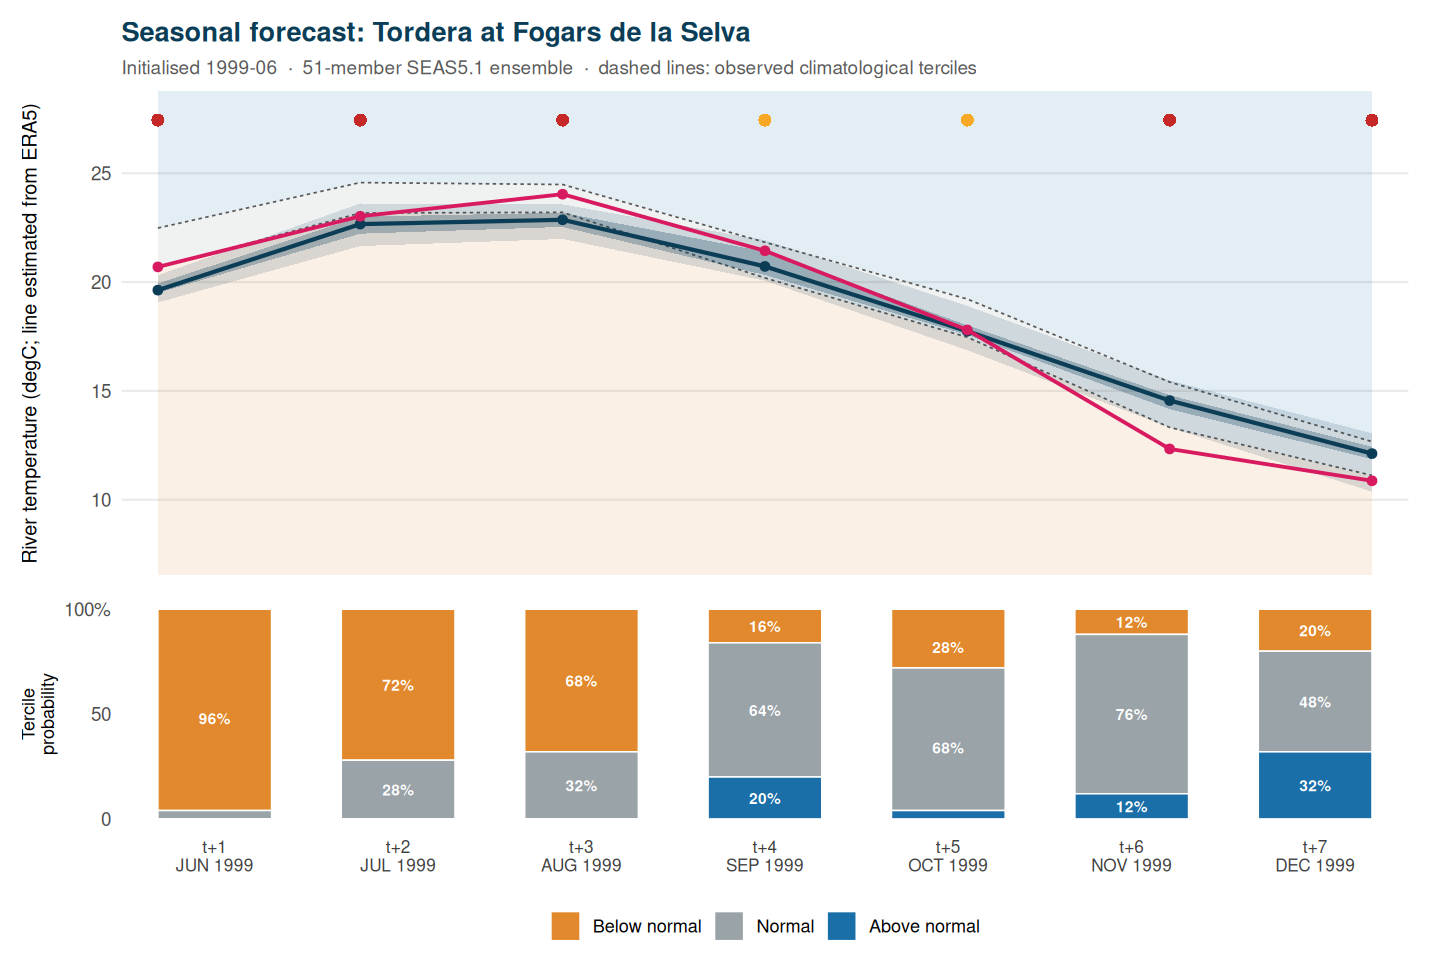 Seasonal forecast: Tordera at Fogars de la Selva
Initialised 1999-06 · 51-member SEAS5.1 ensemble · dashed lines: observed climatological terciles
River temperature (degC; line estimated from ERA5)
25
20
15
10
Tercile
probability
100%
50
0
96%
72%
28%
68%
32%
16%
64%
20%
28%
68%
12%
76%
12%
20%
48%
32%
t+1
JUN 1999
t+2
JUL 1999
t+3
AUG 1999
t+4
SEP 1999
t+5
OCT 1999
t+6
NOV 1999
t+7
DEC 1999
Below normal
Normal
Above normal